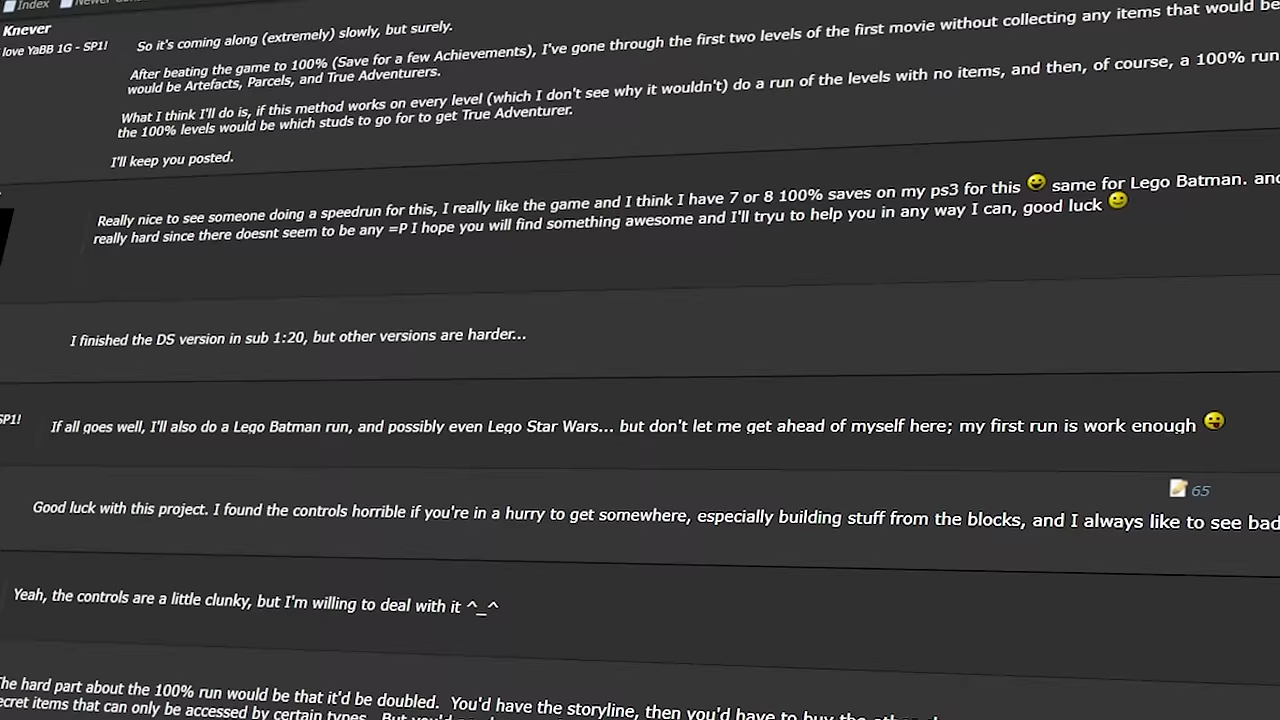 Index
Knever
love YaBB 1G - SP1!
So it's coming along (extremely) slowly, but surely.
After beating the game to 100% (Save for a few Achievements), I've gone through the first two levels of the first movie without collecting any items that would be
would be Artefacts, Parcels, and True Adventurers.
What I think I'll do is, if this method works on every level (which I don't see why it wouldn't) do a run of the levels with no items, and then, of course, a 100% run
the 100% levels would be which studs to go for to get True Adventurer.
I'll keep you posted.
Really nice to see someone doing a speedrun for this, I really like the game and I think I have 7 or 8 100% saves on my ps3 for this 😀 same for Lego Batman. and
really hard since there doesnt seem to be any =P I hope you will find something awesome and I'll tryu to help you in any way I can, good luck 🙂
I finished the DS version in sub 1:20, but other versions are harder...
SP1!
If all goes well, I'll also do a Lego Batman run, and possibly even Lego Star Wars... but don't let me get ahead of myself here; my first run is work enough 😛
65
Good luck with this project. I found the controls horrible if you're in a hurry to get somewhere, especially building stuff from the blocks, and I always like to see bad
Yeah, the controls are a little clunky, but I'm willing to deal with it ^_^
The hard part about the 100% run would be that it'd be doubled. You'd have the storyline, then you'd have to buy the
secret items that can only be accessed by certain types. But